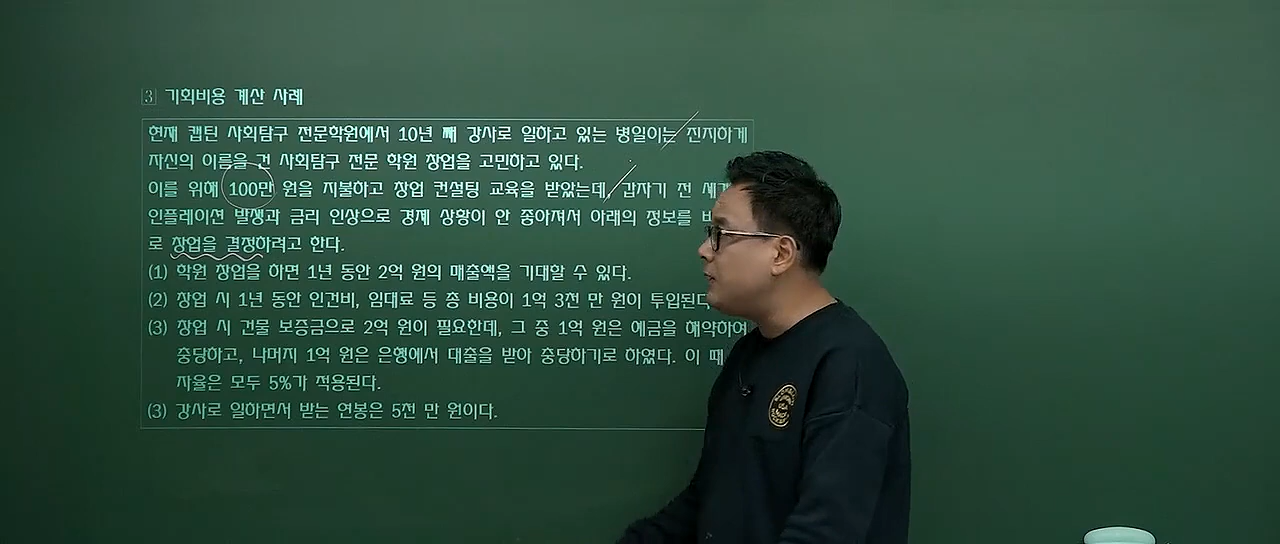 3 기회비용 계산 사례
현재 캡틴 사회탐구 전문학원에서 10년 째 강사로 일하고 있는 병일이는 진지하게
자신의 이름을 건 사회탐구 전문 학원 창업을 고민하고 있다.
이를 위해 100만 원을 지불하고 창업 컨설팅 교육을 받았는데, 갑자기 전
인플레이션 발생과 금리 인상으로 경제 상황이 안 좋아져서 아래의 정보를
로 창업을 결정하려고 한다.
(1) 학원 창업을 하면 1년 동안 2억 원의 매출액을 기대할 수 있다.
(2) 창업 시 1년 동안 인건비, 임대료 등 총 비용이 1억 3천 만 원이
(3) 창업 시 건물 보증금으로 2억 원이 필요한데, 그 중 1억 원은 예금을 해약하여
충당하고, 나머지 1억 원은 은행에서 대출을 받아 충당하기로 하였다. 이 때
자율은 모두 5%가 적용된다.
(3) 강사로 일하면서 받는 연봉은 5천 만 원이다.